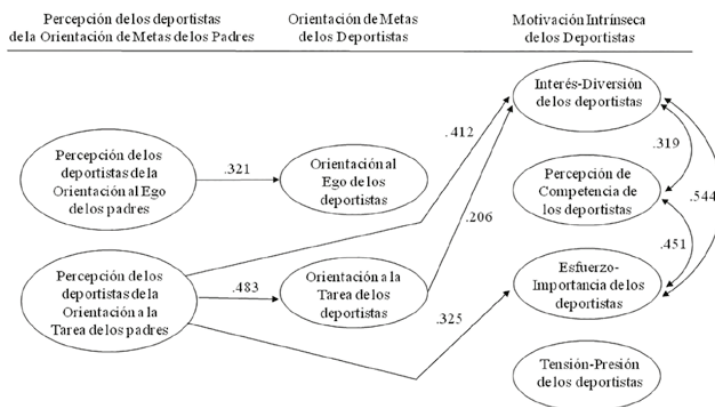 Percepción de los deportistas
de la Orientación de Metas de los Padres
Orientación de Metas
de los Deportistas
Motivación Intrínseca
de los Deportistas
Percepción de los
deportistas de la
Orientación al Ego
de los padres
.321
Orientación al
Ego de los
deportistas
Percepción de los
deportistas de la
Orientación a la
Tarea de los padres
.483
Orientación a la
Tarea de los
deportistas
.412
.206
.325
Interés-Diversión
de los deportistas
.319
Percepción de
Competencia de
los deportistas
.544
.451
Esfuerzo-
Importancia de los
deportistas
Tensión-Presión
de los deportistas